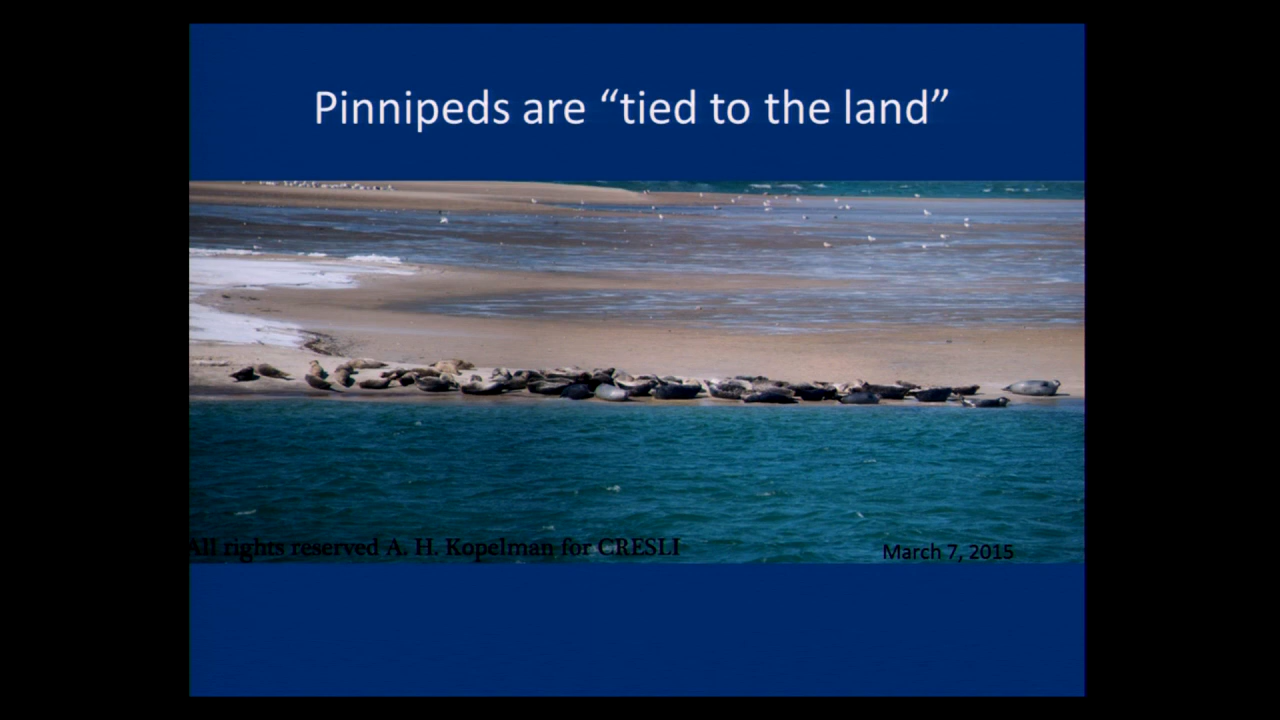 Pinnipeds are “tied to the land”
All rights reserved A. H. Kopelman for CRESLI
March 7, 2015